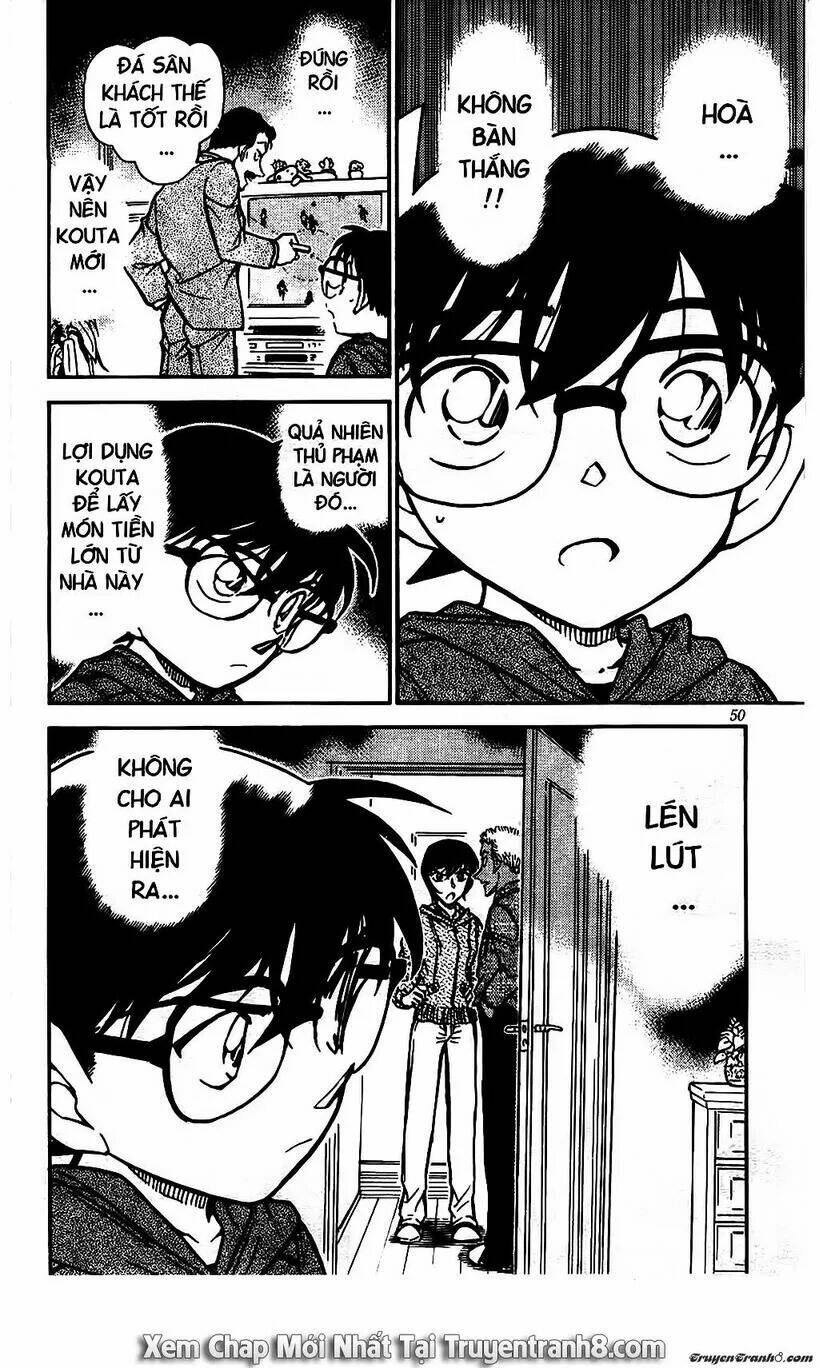 HOÀ
...
KHÔNG
BÀN
THẮNG
!!
ĐÚNG
RỒI
...
ĐÁ SÂN
KHÁCH THẾ
LÀ TỐT RỒI
...
VẬY
NÊN
KOUTA
MỚI
...
QUẢ NHIÊN
THỦ PHẠM
LÀ NGƯỜI
ĐÓ...
LỢI DỤNG
KOUTA
ĐỂ LẤY
MÓN TIỀN
LỚN TỪ
NHÀ NÀY
...
50
LÉN
LÚT
...
KHÔNG
CHO AI
PHÁT
HIỆN
RA...
Xem Chap Mới Nhất Tại Truyentranh8.com
TruyenTranh8.com